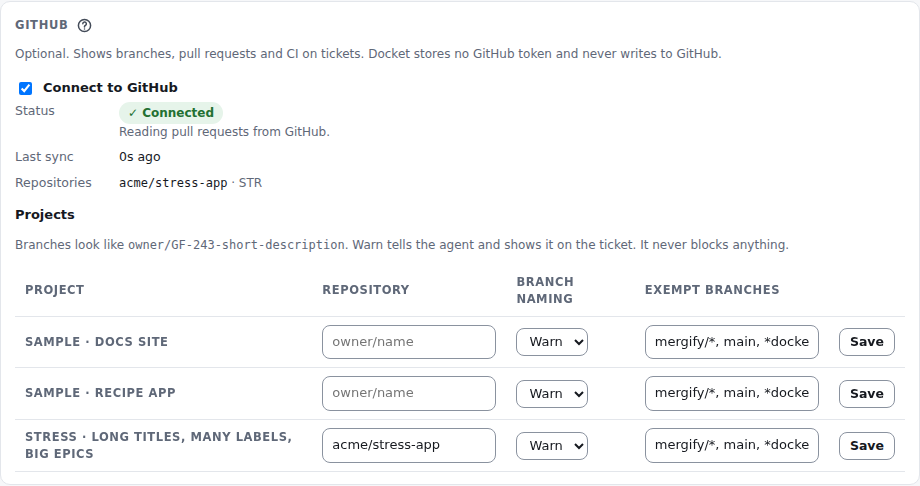 GITHUB ?
Optional. Shows branches, pull requests and CI on tickets. Docket stores no GitHub token and never writes to GitHub.
Connect to GitHub
Status
✓ Connected
Reading pull requests from GitHub.
Last sync 0s ago
Repositories acme/stress-app · STR
Projects
Branches look like owner/GF-243-short-description. Warn tells the agent and shows it on the ticket. It never blocks anything.
PROJECT REPOSITORY BRANCH NAMING EXEMPT BRANCHES
SAMPLE · DOCS SITE owner/name Warn mergify/*, main, *docke Save
SAMPLE · RECIPE APP owner/name Warn mergify/*, main, *docke Save
STRESS · LONG TITLES, MANY LABELS,
BIG EPICS acme/stress-app Warn mergify/*, main, *docke Save